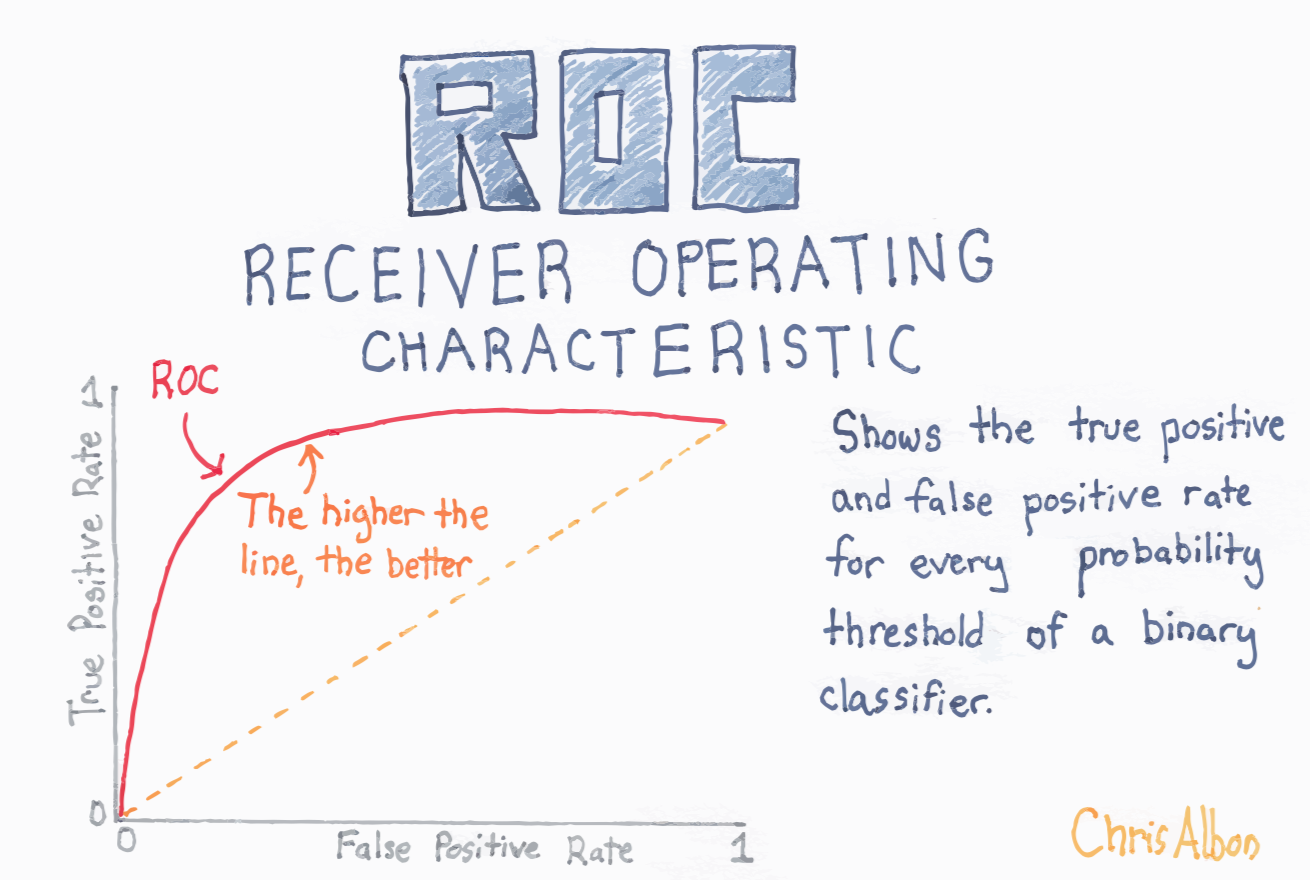 ROC
RECEIVER OPERATING
CHARACTERISTIC
ROC
The higher the
line, the better
True Positive Rate
1
0
0
False Positive Rate
1
Shows the true positive
and false positive rate
for every probability
threshold of a binary
classifier.
Chris Albon